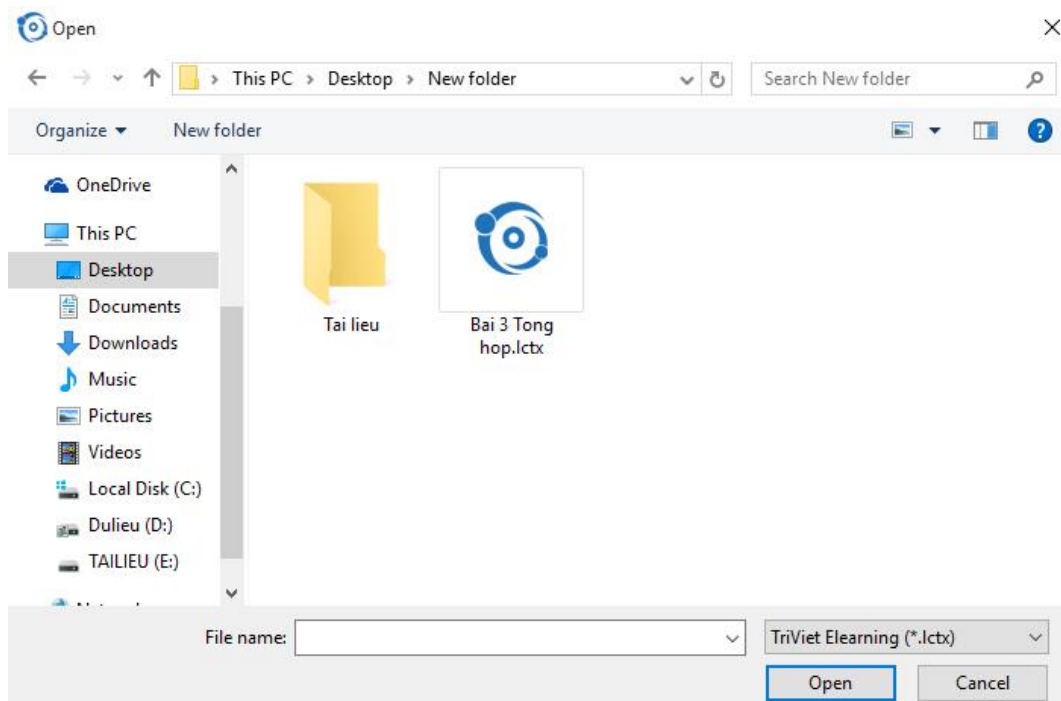 Open
This PC > Desktop > New folder
Search New folder
Organize
New folder
OneDrive
This PC
Desktop
Documents
Downloads
Music
Pictures
Videos
Local Disk (C:)
Dulieu (D:)
TAILIEU (E:)
Tai lieu
Bai 3 Tong
hop.lctx
File name:
TriViet Elearning (*.lctx)
Open
Cancel